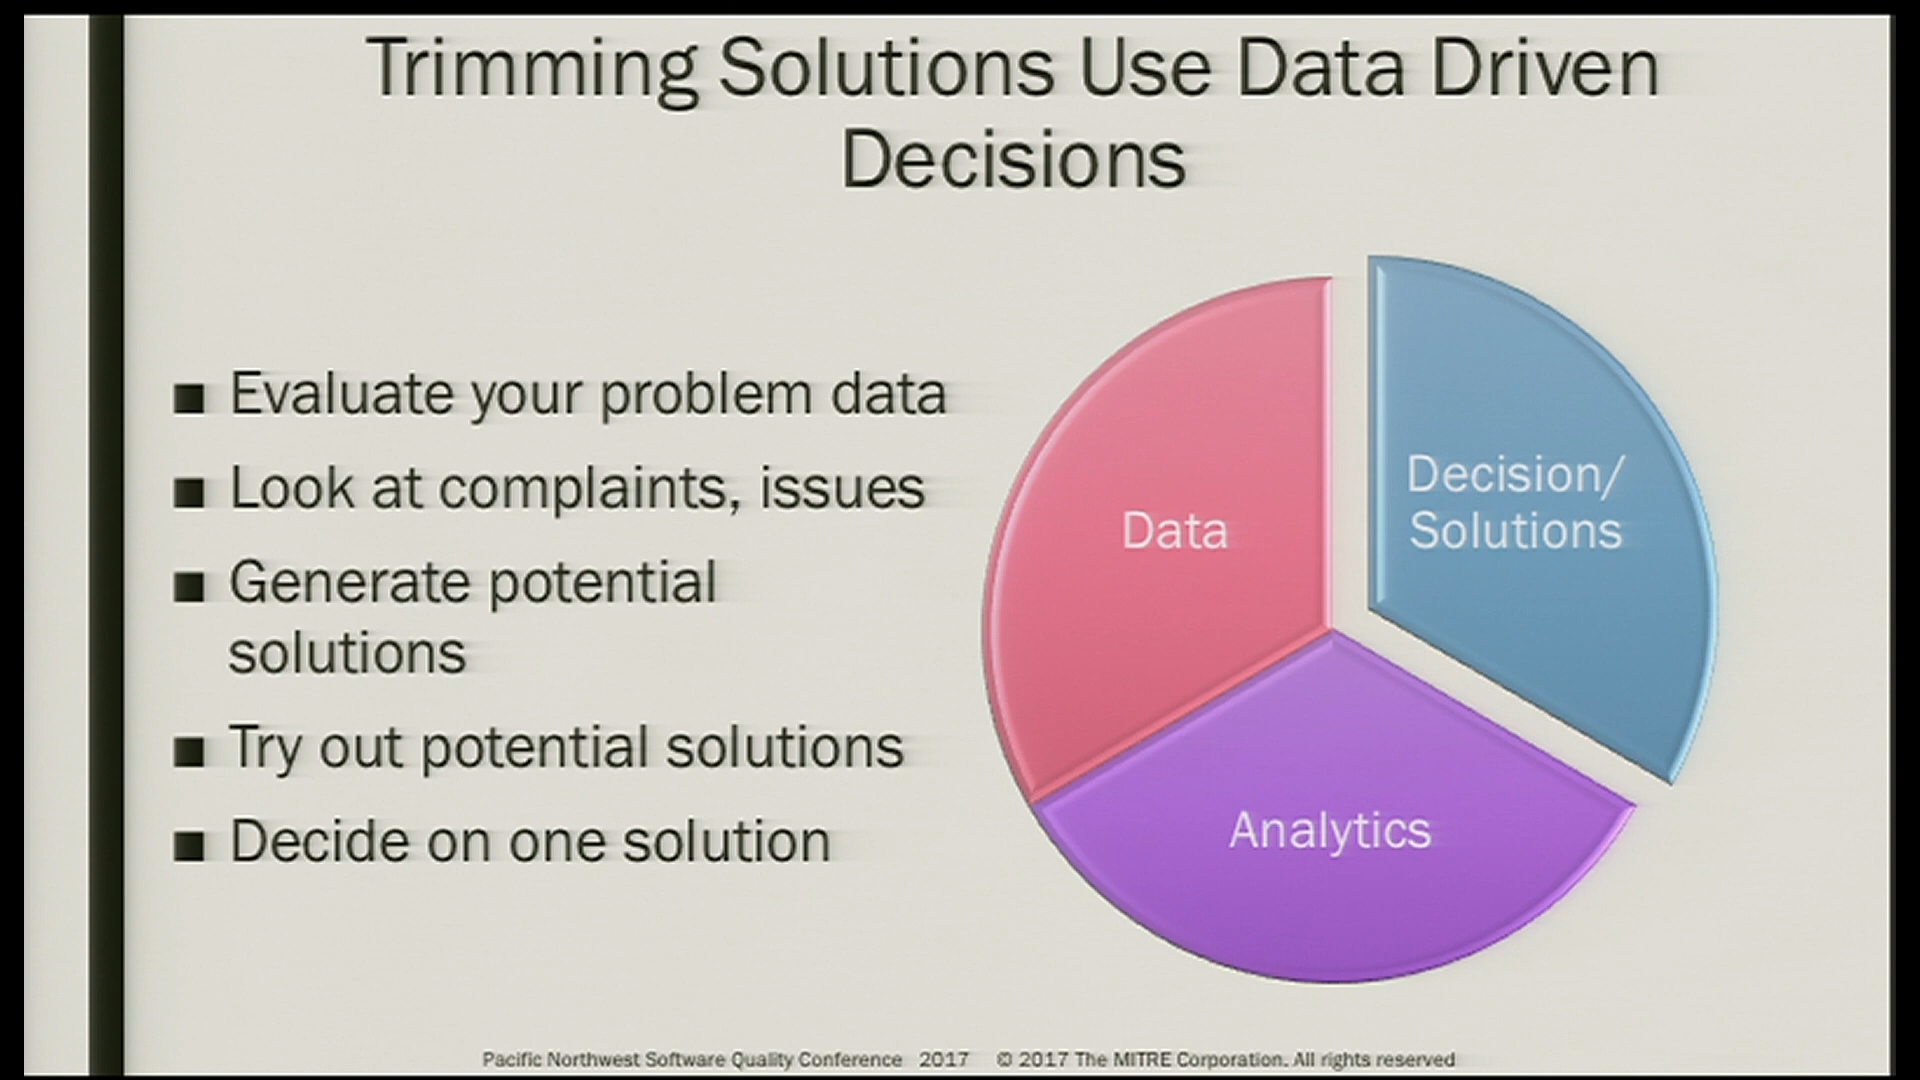 Trimming Solutions Use Data Driven
Decisions
■ Evaluate your problem data
■ Look at complaints, issues
■ Generate potential
solutions
■ Try out potential solutions
■ Decide on one solution
Data
Decision/
Solutions
Analytics
Pacific Northwest Software Quality Conference 2017 © 2017 The MITRE Corporation. All rights reserved